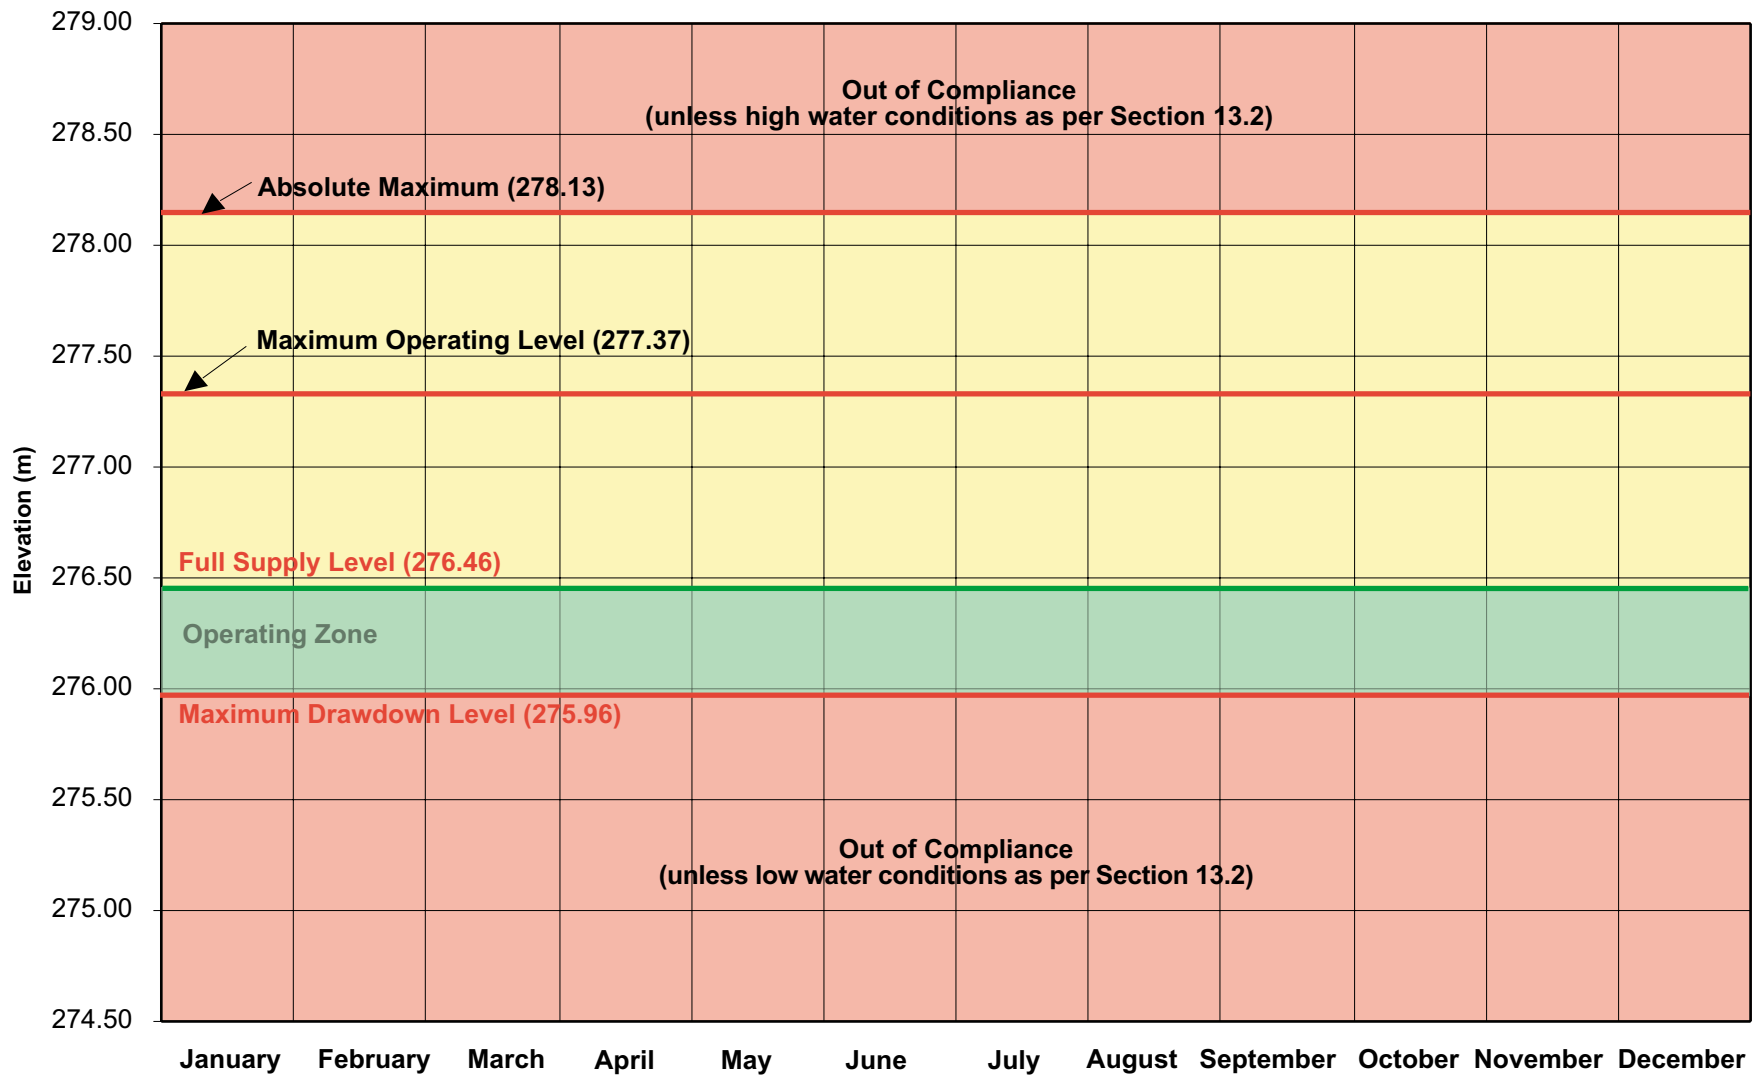 279.00
Out of Compliance
(unless high water conditions as per Section 13.2)
278.50
Absolute Maximum (278.13)
278.00
Maximum Operating Level (277.37)
277.50
Elevation (m)
277.00
Full Supply Level (276.46)
276.50
Operating Zone
276.00
Maximum Drawdown Level (275.96)
275.50
Out of Compliance
(unless low water conditions as per Section 13.2)
275.00
274.50
January February March April May June July August September October November December